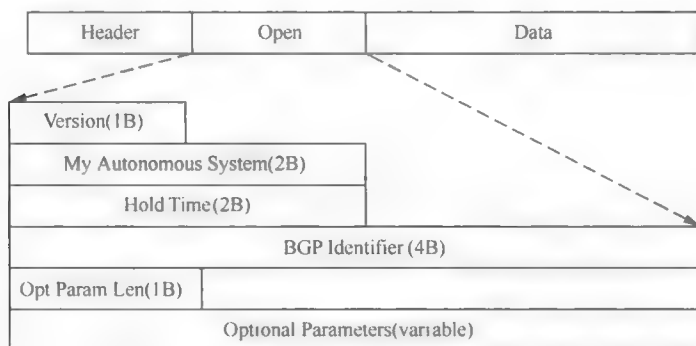 Header Open Data
Version(1B)
My Autonomous System(2B)
Hold Time(2B)
BGP Identifier (4B)
Opt Param Len(1B)
Optional Parameters(variable)